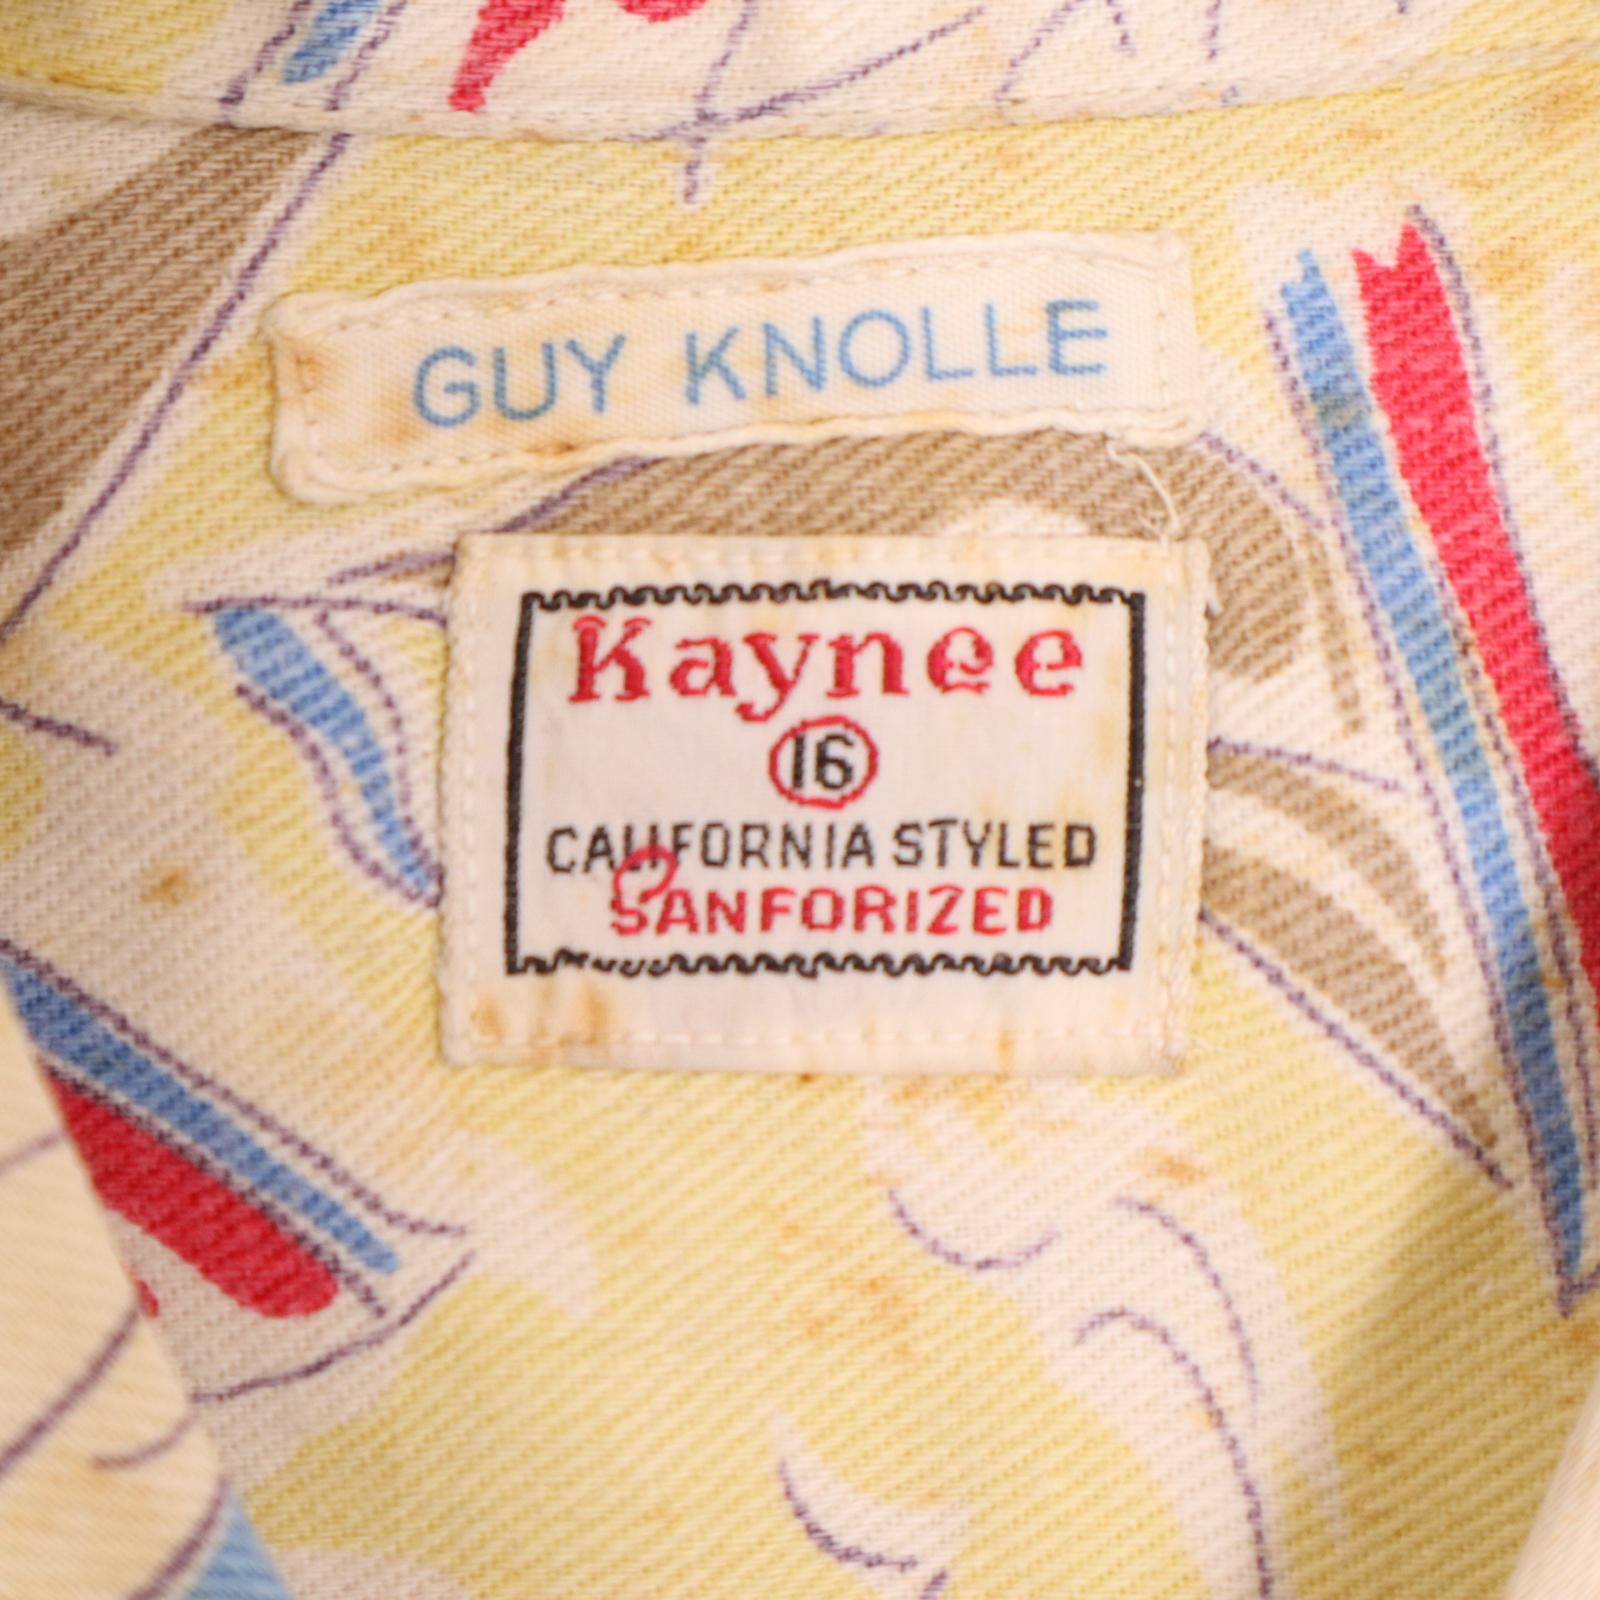 GUY KNOLLE
Kaynee
16
CALIFORNIA STYLED
SANFORIZED